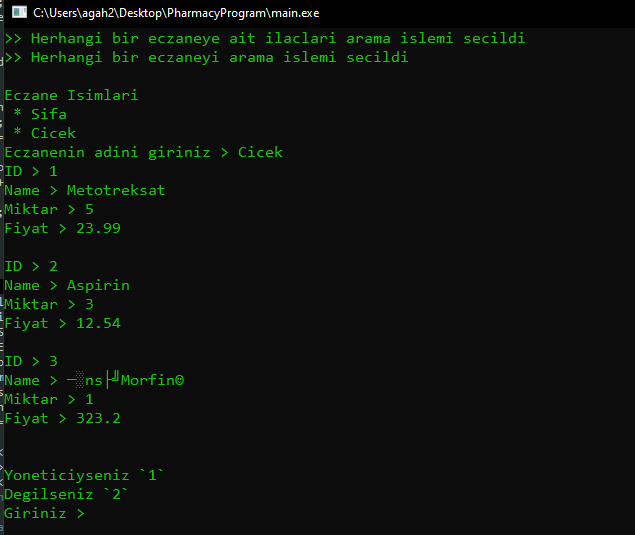 C:\Users\agah2\Desktop\PharmacyProgram\main.exe
>> Herhangi bir eczaneye ait ilaclari arama islemi secildi
>> Herhangi bir eczaneyi arama islemi secildi
Eczane Isimlari
* Sifa
* Cicek
Eczanenin adini giriniz > Cicek
ID > 1
Name > Metotreksat
Miktar > 5
Fiyat > 23.99
ID > 2
Name > Aspirin
Miktar > 3
Fiyat > 12.54
ID > 3
Name > ─░ns├╝Morfin©
Miktar > 1
Fiyat > 323.2
Yoneticiyseniz `1`
Degilseniz `2`
Giriniz >